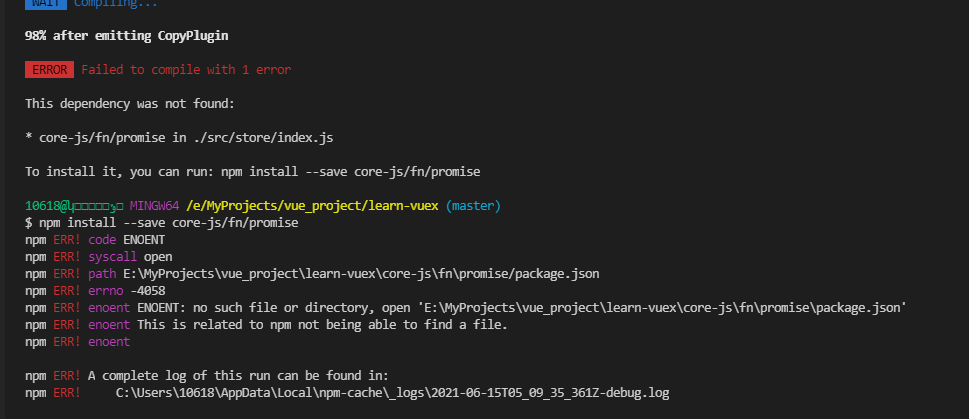 WAIT Compiling...
98% after emitting CopyPlugin
ERROR Failed to compile with 1 error
This dependency was not found:
* core-js/fn/promise in ./src/store/index.js
To install it, you can run: npm install --save core-js/fn/promise
MINGW64 /e/MyProjects/vue_project/learn-vuex (master)
$ npm install --save core-js/fn/promise
npm ERR! code ENOENT
npm ERR! syscall open
npm ERR! path E:\MyProjects\vue_project\learn-vuex\core-js\fn\promise/package.json
npm ERR! errno -4058
npm ERR! enoent ENOENT: no such file or directory, open 'E:\MyProjects\vue_project\learn-vuex\core-js\fn\promise\package.json'
npm ERR! enoent This is related to npm not being able to find a file.
npm ERR! enoent
npm ERR! A complete log of this run can be found in:
npm ERR!     C:\Users\10618\AppData\Local\npm-cache\_logs\2021-06-15T05_09_35_361Z-debug.log